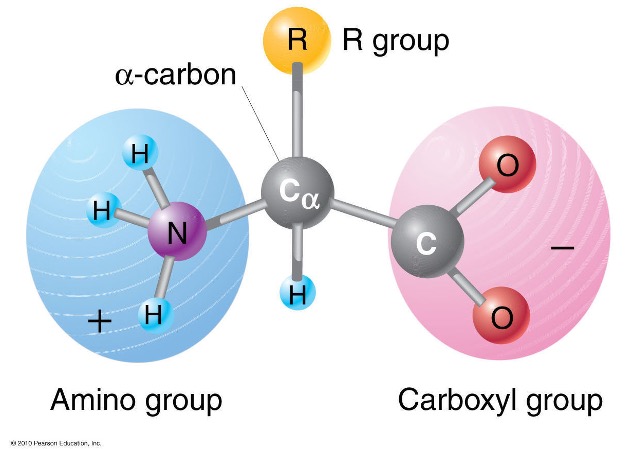 R
R group
α-carbon
H
H
N
H
+
Cα
H
C
O
O
−
Amino group
Carboxyl group
© 2010 Pearson Education, Inc.